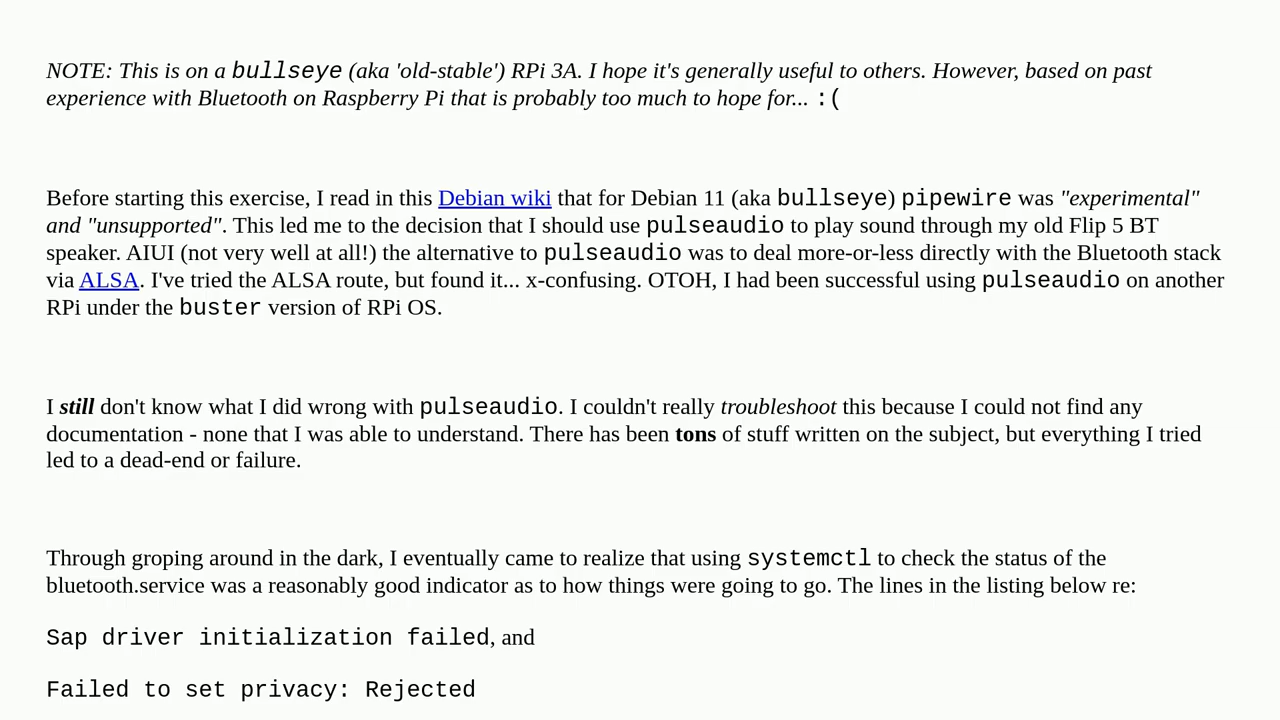 NOTE: This is on a bullseye (aka 'old-stable') RPi 3A. I hope it's generally useful to others. However, based on past
experience with Bluetooth on Raspberry Pi that is probably too much to hope for... :(
Before starting this exercise, I read in this Debian wiki that for Debian 11 (aka bullseye) pipewire was "experimental"
and "unsupported". This led me to the decision that I should use pulseaudio to play sound through my old Flip 5 BT
speaker. AIUI (not very well at all!) the alternative to pulseaudio was to deal more-or-less directly with the Bluetooth stack
via ALSA. I've tried the ALSA route, but found it... x-confusing. OTOH, I had been successful using pulseaudio on another
RPi under the buster version of RPi OS.
I still don't know what I did wrong with pulseaudio. I couldn't really troubleshoot this because I could not find any
documentation - none that I was able to understand. There has been tons of stuff written on the subject, but everything I tried
led to a dead-end or failure.
Through groping around in the dark, I eventually came to realize that using systemctl to check the status of the
bluetooth.service was a reasonably good indicator as to how things were going to go. The lines in the listing below re:
Sap driver initialization failed, and
Failed to set privacy: Rejected